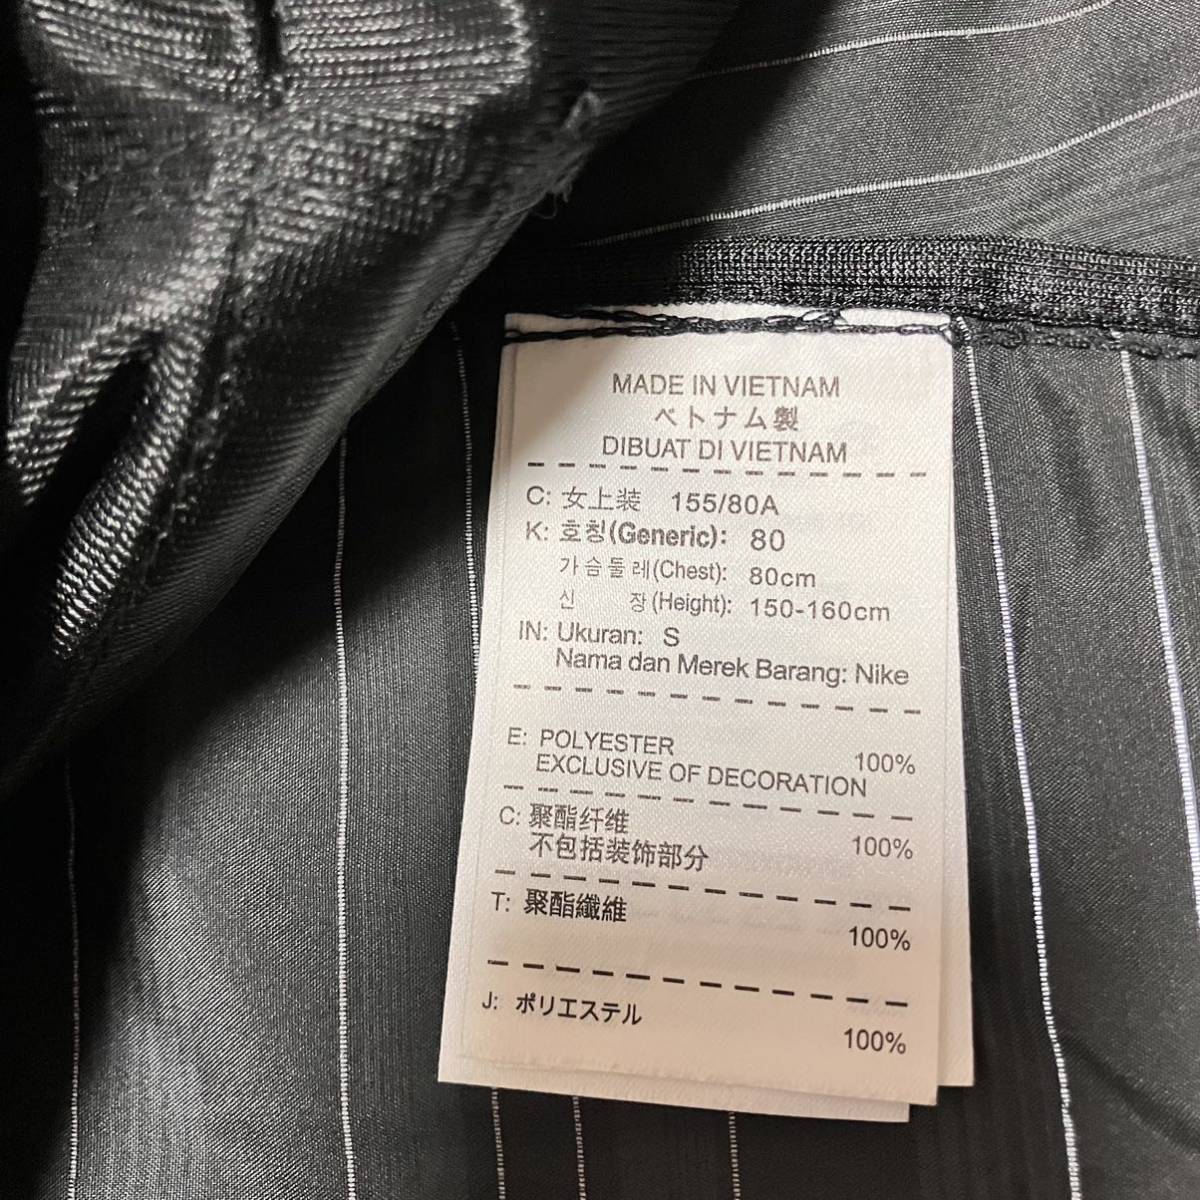 MADE IN VIETNAM
ベトナム製
DIBUAT DI VIETNAM
C: 女上装 155/80A
K: 호칭(Generic): 80
가슴둘레(Chest): 80cm
신 장(Height): 150-160cm
IN: Ukuran: S
Nama dan Merek Barang: Nike
E: POLYESTER 100%
EXCLUSIVE OF DECORATION
C: 聚酯纤维 100%
不包括装饰部分
T: 聚酯纖維 100%
J: ポリエステル 100%